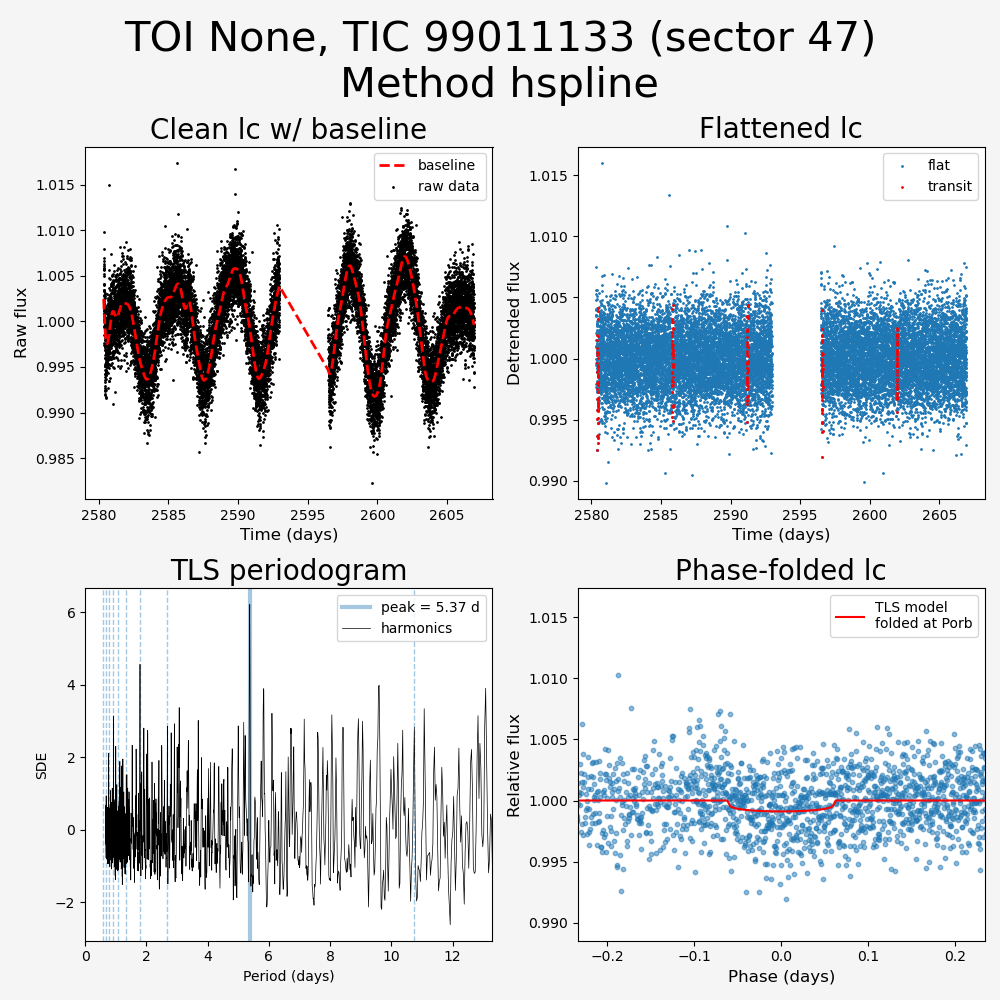 TOI None, TIC 99011133 (sector 47)
Method hspline
Clean lc w/ baseline
baseline
raw data
1.015
1.010
1.005
1.000
0.995
0.990
0.985
Raw flux
2580
2585
2590
2595
2600
2605
Time (days)
Flattened lc
flat
transit
1.015
1.010
1.005
1.000
0.995
0.990
Detrended flux
2580
2585
2590
2595
2600
2605
Time (days)
TLS periodogram
peak = 5.37 d
harmonics
6
4
2
0
−2
SDE
0
2
4
6
8
10
12
Period (days)
Phase-folded lc
TLS model
folded at Porb
1.015
1.010
1.005
1.000
0.995
0.990
Relative flux
−0.2
−0.1
0.0
0.1
0.2
Phase (days)